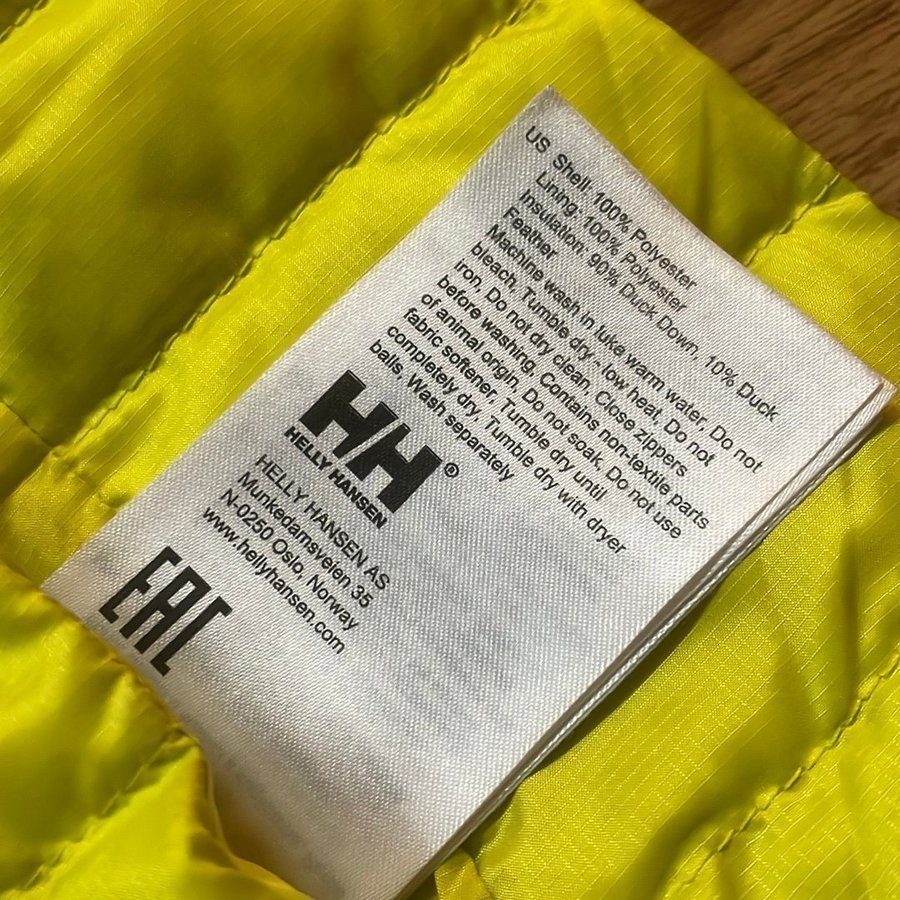 US Shell: 100% Polyester
Lining: 100% Polyester
Insulation: 90% Duck Down, 10% Duck
Feather
Machine wash in luke warm water, Do not
bleach, Tumble dry - low heat, Do not
iron, Do not dry clean, Close zippers
before washing, Contains non-textile parts
of animal origin, Do not soak, Do not use
fabric softener, Tumble dry until
completely dry, Tumble dry with dryer
balls, Wash separately
HH®
HELLY HANSEN
HELLY HANSEN AS
Munkedamsveien 35
N-0250 Oslo, Norway
www.hellyhansen.com
EAC